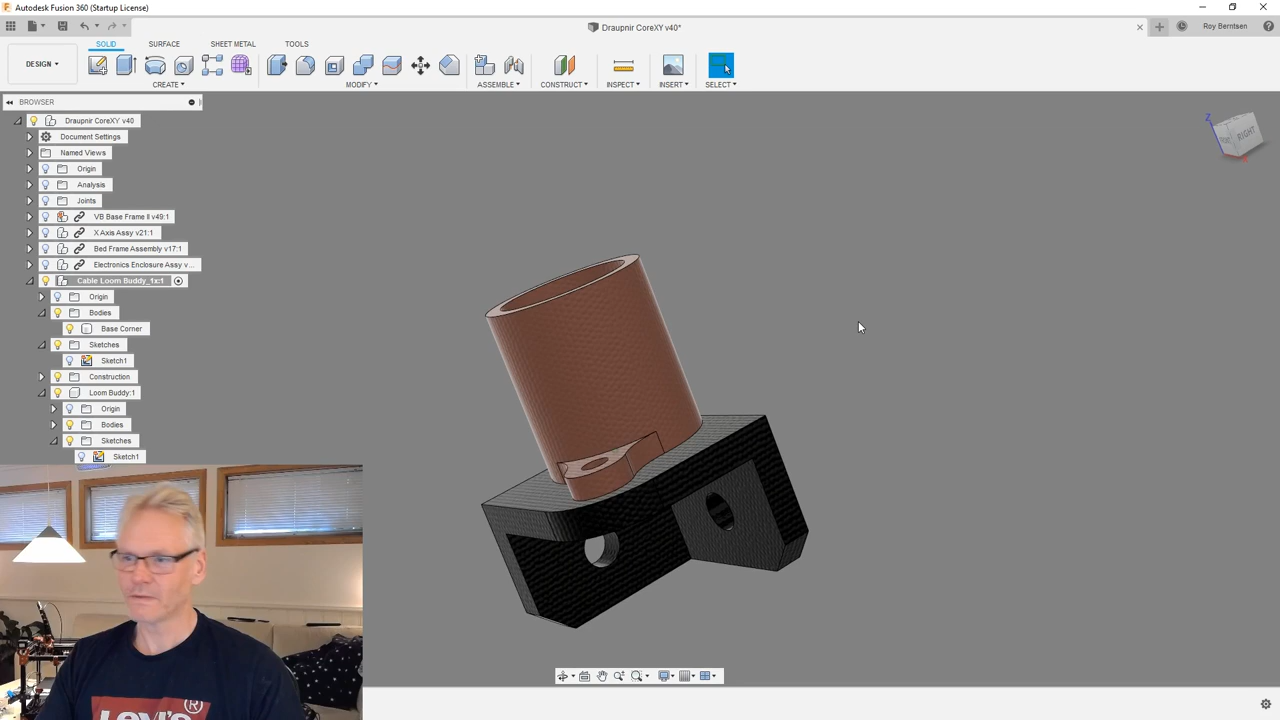 Autodesk Fusion 360 (Startup License)
Draupnir CoreXY v40*
Roy Berntsen
DESIGN
SOLID
SURFACE
SHEET METAL
TOOLS
CREATE
MODIFY
ASSEMBLE
CONSTRUCT
INSPECT
INSERT
SELECT
BROWSER
Draupnir CoreXY v40
Document Settings
Named Views
Origin
Analysis
Joints
VB Base Frame II v49:1
X Axis Assy v21:1
Bed Frame Assembly v17:1
Electronics Enclosure Assy v...
Cable Loom Buddy_1x:1
Origin
Bodies
Base Corner
Sketches
Sketch1
Construction
Loom Buddy:1
Origin
Bodies
Sketches
Sketch1
Z
RIGHT
Levi's